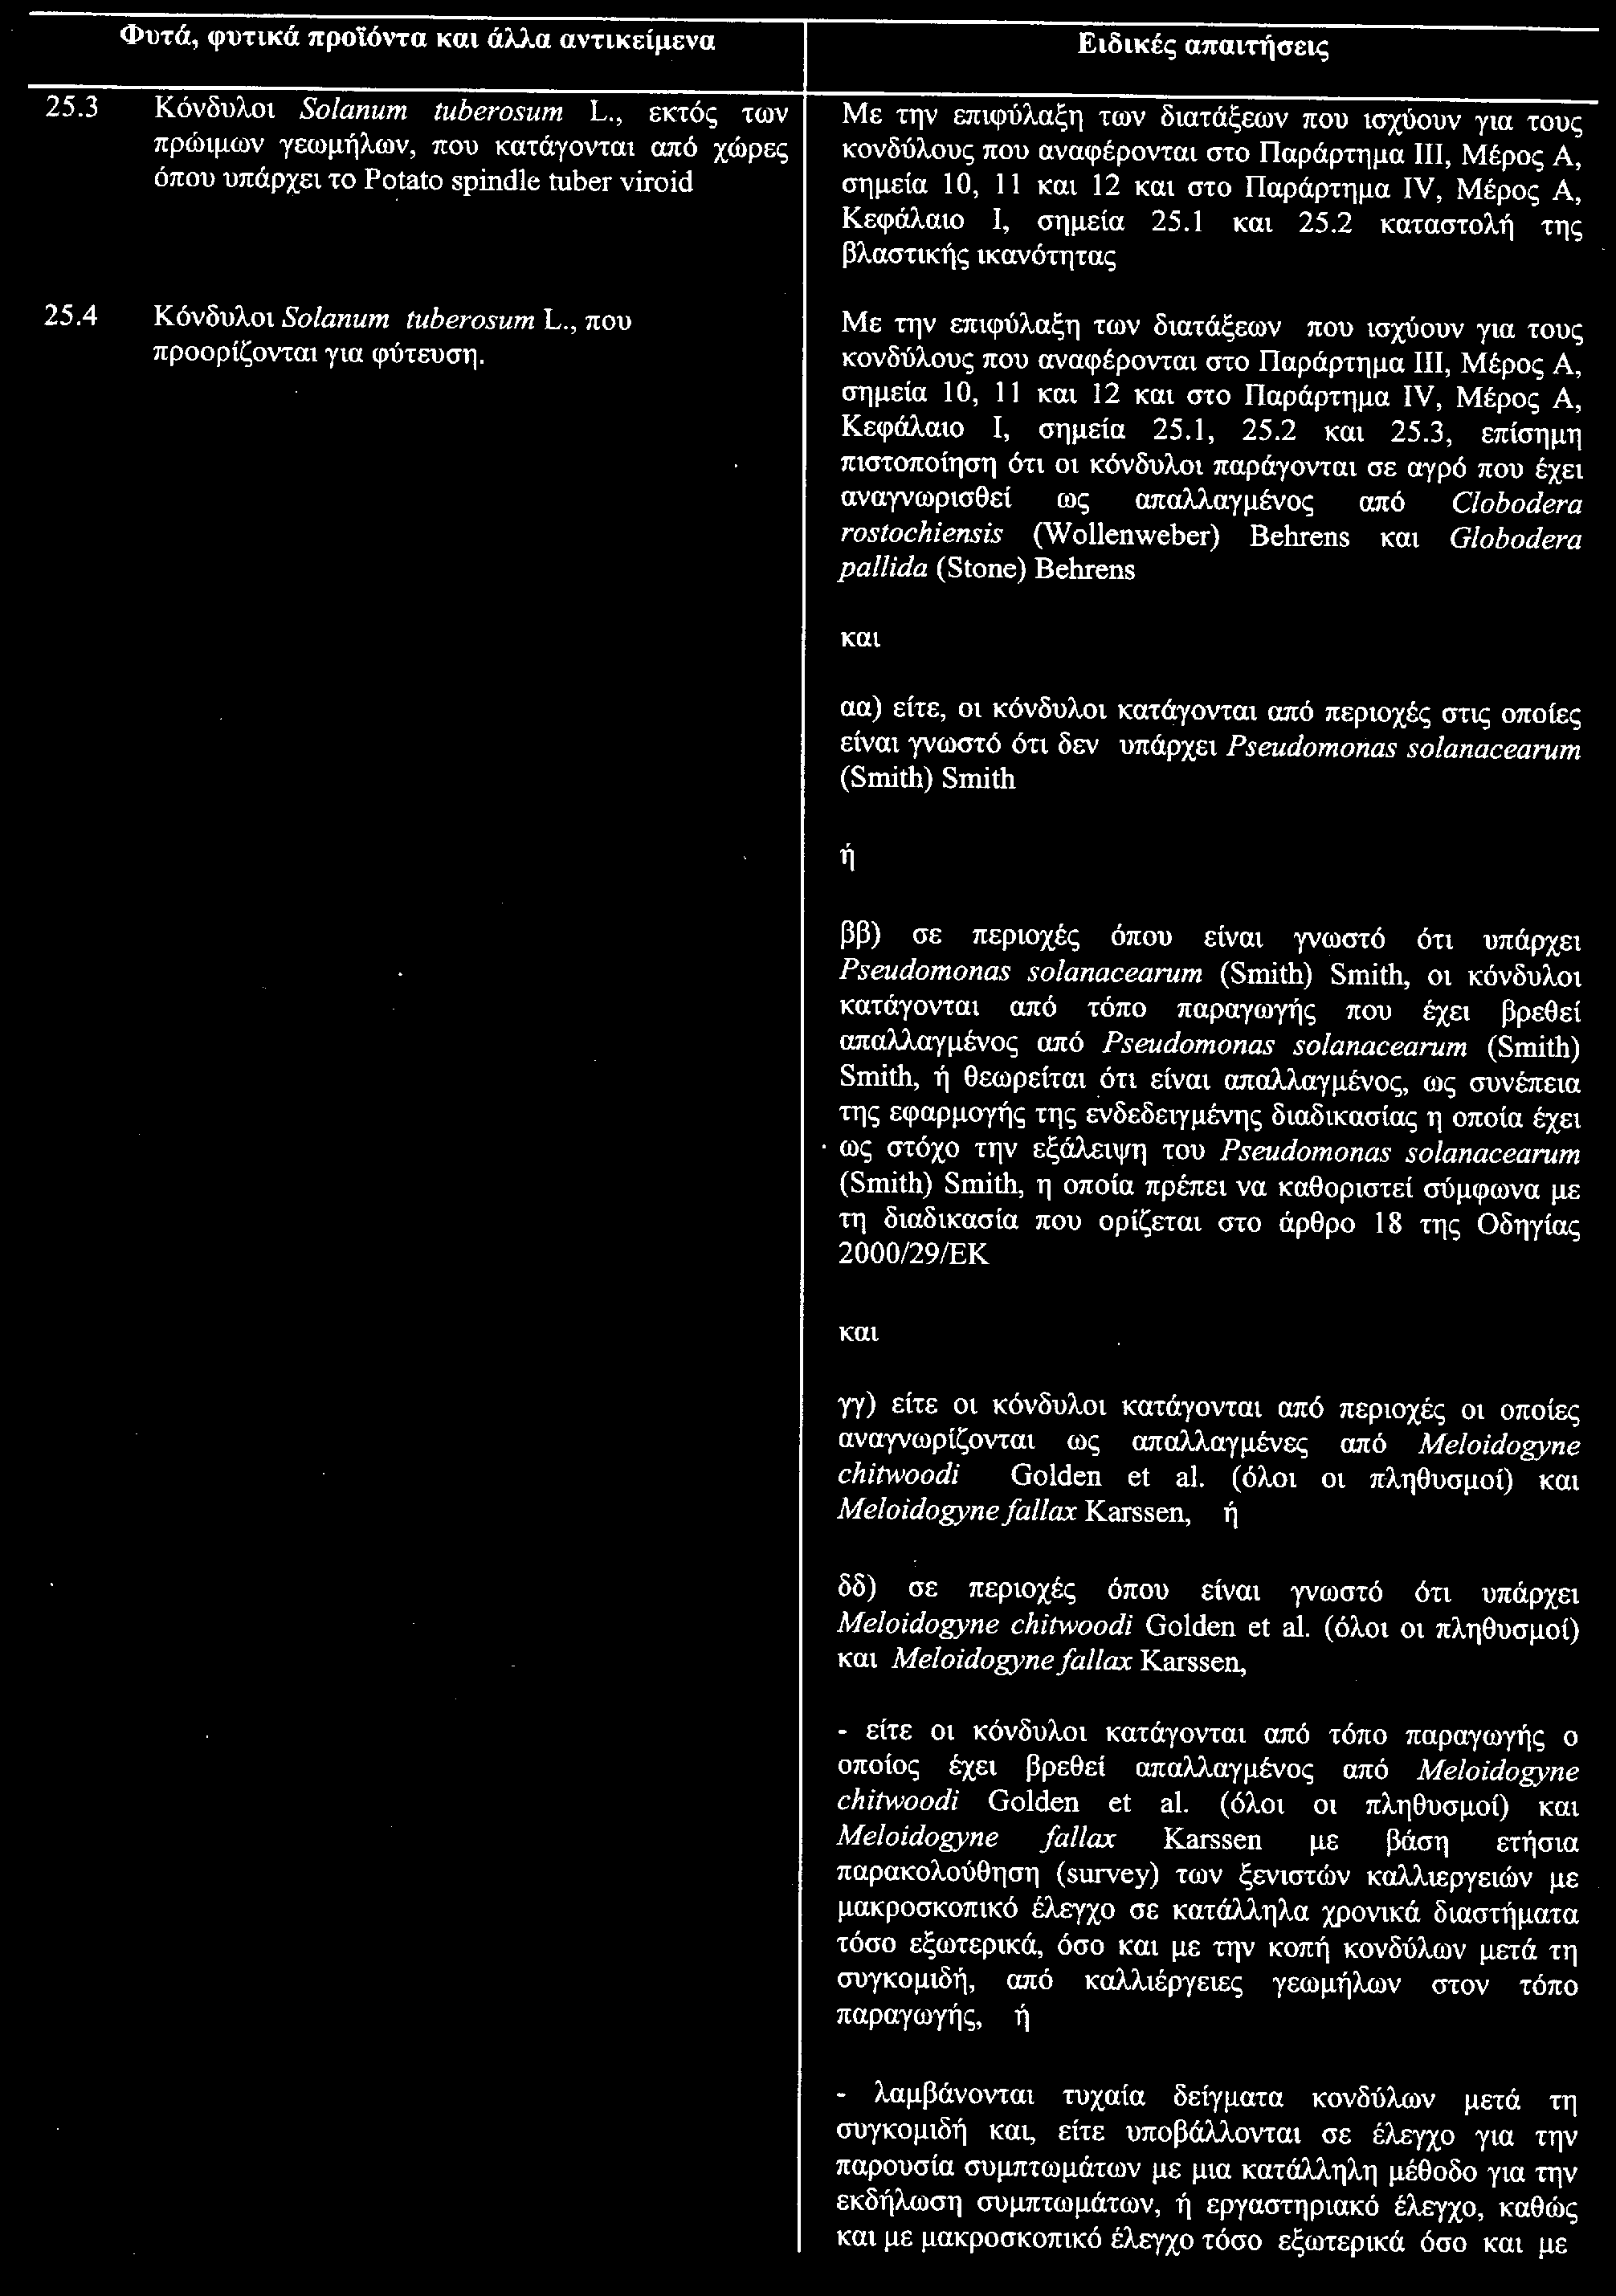 Φυτά, φυτικά προϊόντα και άλλα αντικείμενα
Ειδικές απαιτήσεις
25.3 Κόνδυλοι Solanum tuberosum L., εκτός των
πρώιμων γεωμήλων, που κατάγονται από χώρες
όπου υπάρχει το Potato spindle tuber viroid
Με την επιφύλαξη των διατάξεων που ισχύουν για τους
κονδύλους που αναφέρονται στο Παράρτημα ΙΙΙ, Μέρος Α,
σημεία 10, 11 και 12 και στο Παράρτημα IV, Μέρος Α,
Κεφάλαιο Ι, σημεία 25.1 και 25.2 καταστολή της
βλαστικής ικανότητας
25.4 Κόνδυλοι Solanum tuberosum L., που
προορίζονται για φύτευση.
Με την επιφύλαξη των διατάξεων που ισχύουν για τους
κονδύλους που αναφέρονται στο Παράρτημα ΙΙΙ, Μέρος Α,
σημεία 10, 11 και 12 και στο Παράρτημα IV, Μέρος Α,
Κεφάλαιο Ι, σημεία 25.1, 25.2 και 25.3, επίσημη
πιστοποίηση ότι οι κόνδυλοι παράγονται σε αγρό που έχει
αναγνωρισθεί ως απαλλαγμένος από Clobodera
rostochiensis (Wollenweber) Behrens και Globodera
pallida (Stone) Behrens
και
αα) είτε, οι κόνδυλοι κατάγονται από περιοχές στις οποίες
είναι γνωστό ότι δεν υπάρχει Pseudomonas solanacearum
(Smith) Smith
ή
ββ) σε περιοχές όπου είναι γνωστό ότι υπάρχει
Pseudomonas solanacearum (Smith) Smith, οι κόνδυλοι
κατάγονται από τόπο παραγωγής που έχει βρεθεί
απαλλαγμένος από Pseudomonas solanacearum (Smith)
Smith, ή θεωρείται ότι είναι απαλλαγμένος, ως συνέπεια
της εφαρμογής της ενδεδειγμένης διαδικασίας η οποία έχει
ως στόχο την εξάλειψη του Pseudomonas solanacearum
(Smith) Smith, η οποία πρέπει να καθοριστεί σύμφωνα με
τη διαδικασία που ορίζεται στο άρθρο 18 της Οδηγίας
2000/29/ΕΚ
και
γγ) είτε οι κόνδυλοι κατάγονται από περιοχές οι οποίες
αναγνωρίζονται ως απαλλαγμένες από Meloidogyne
chitwoodi Golden et al. (όλοι οι πληθυσμοί) και
Meloidogyne fallax Karssen, ή
δδ) σε περιοχές όπου είναι γνωστό ότι υπάρχει
Meloidogyne chitwoodi Golden et al. (όλοι οι πληθυσμοί)
και Meloidogyne fallax Karssen,
- είτε οι κόνδυλοι κατάγονται από τόπο παραγωγής ο
οποίος έχει βρεθεί απαλλαγμένος από Meloidogyne
chitwoodi Golden et al. (όλοι οι πληθυσμοί) και
Meloidogyne fallax Karssen με βάση ετήσια
παρακολούθηση (survey) των ξενιστών καλλιεργειών με
μακροσκοπικό έλεγχο σε κατάλληλα χρονικά διαστήματα
τόσο εξωτερικά, όσο και με την κοπή κονδύλων μετά τη
συγκομιδή, από καλλιέργειες γεωμήλων στον τόπο
παραγωγής, ή
- λαμβάνονται τυχαία δείγματα κονδύλων μετά τη
συγκομιδή και, είτε υποβάλλονται σε έλεγχο για την
παρουσία συμπτωμάτων με μια κατάλληλη μέθοδο για την
εκδήλωση συμπτωμάτων, ή εργαστηριακό έλεγχο, καθώς
και με μακροσκοπικό έλεγχο τόσο εξωτερικά όσο και με